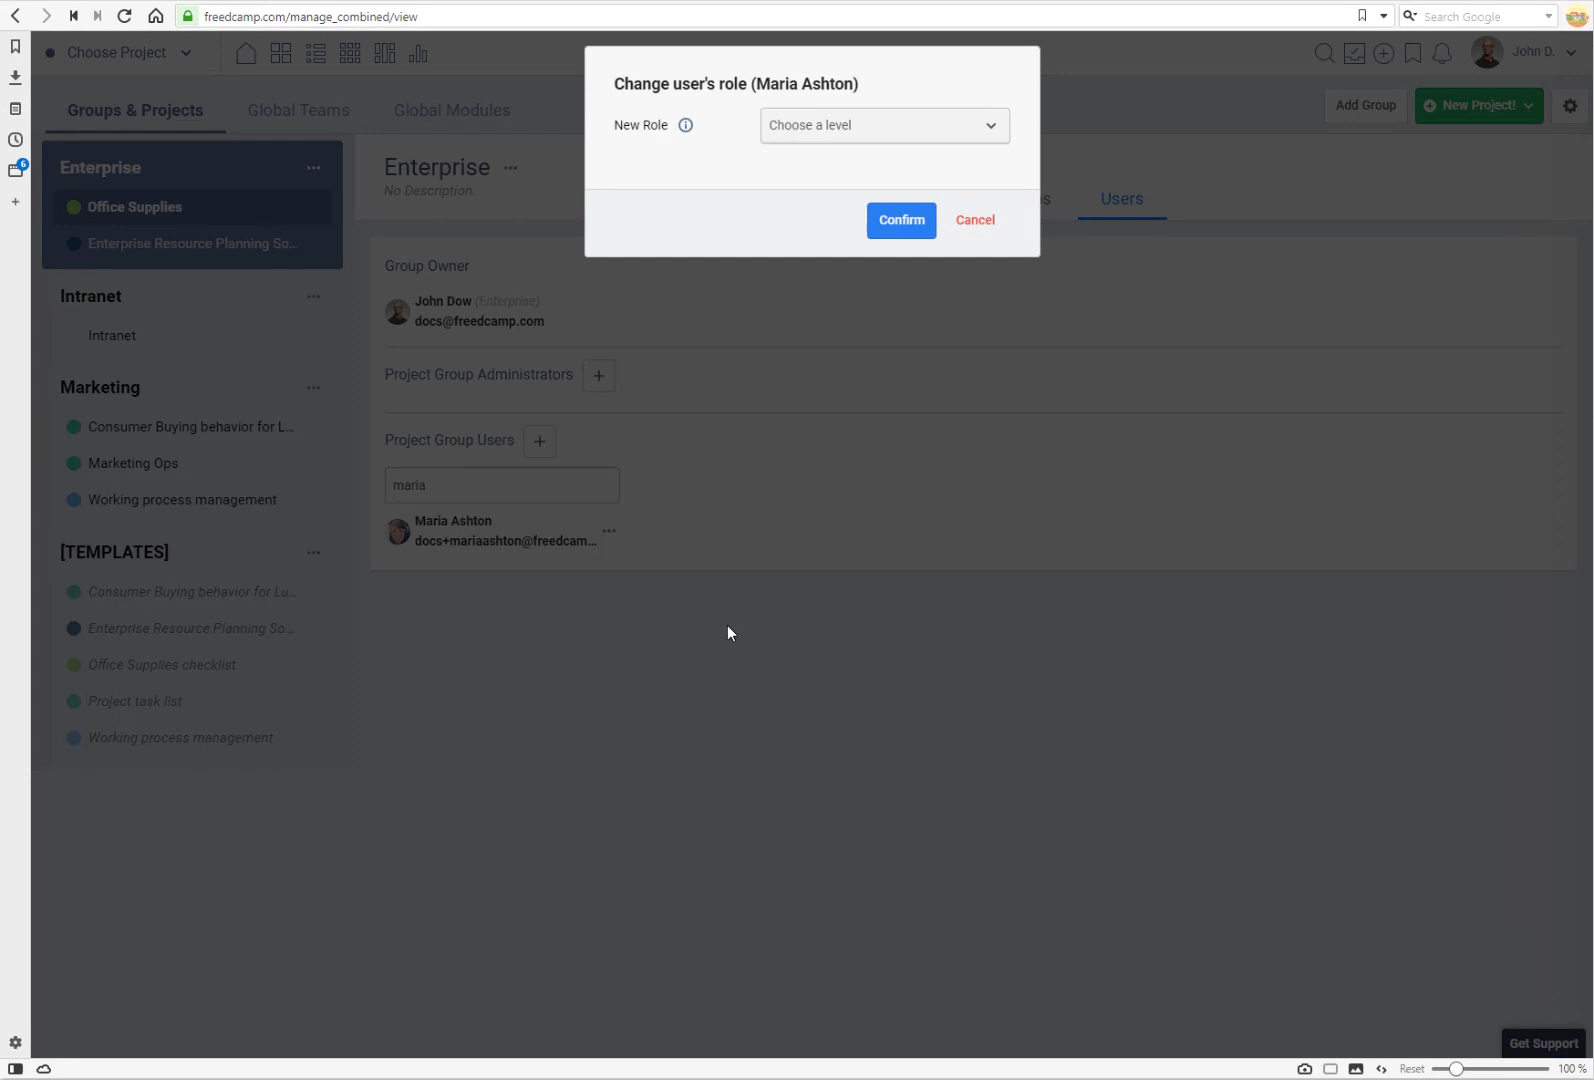 freedcamp.com/manage_combined/view
Search Google
Choose Project
John D.
Groups & Projects
Global Teams
Global Modules
Add Group
New Project!
Change user's role (Maria Ashton)
New Role
Choose a level
Confirm
Cancel
6
Enterprise
Office Supplies
Enterprise Resource Planning So...
Intranet
Intranet
Marketing
Consumer Buying behavior for L...
Marketing Ops
Working process management
[TEMPLATES]
Consumer Buying behavior for Lu...
Enterprise Resource Planning So...
Office Supplies checklist
Project task list
Working process management
Enterprise
No Description.
Users
Group Owner
John Dow (Enterprise)
docs@freedcamp.com
Project Group Administrators
Project Group Users
maria
Maria Ashton
docs+mariaashton@freedcam...
Get Support
Reset
100 %